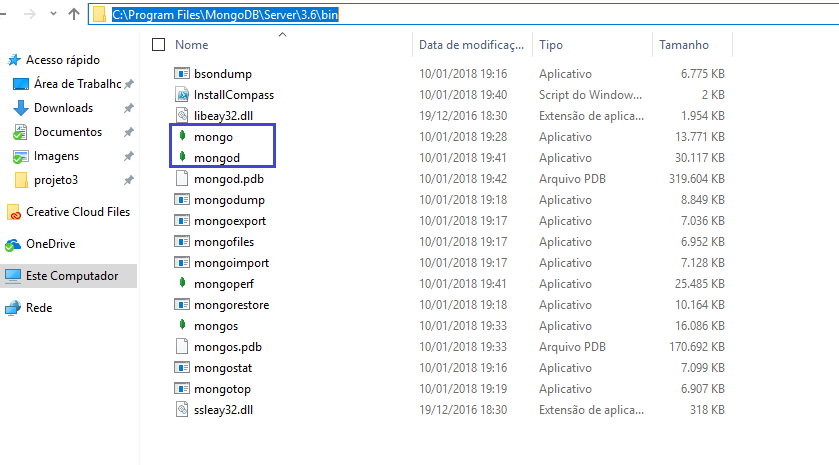 C:\Program Files\MongoDB\Server\3.6\bin
Nome Data de modificaç... Tipo Tamanho
Acesso rápido
Área de Trabalhc
Downloads
Documentos
Imagens
projeto3
Creative Cloud Files
OneDrive
Este Computador
Rede
bsondump 10/01/2018 19:16 Aplicativo 6.775 KB
InstallCompass 10/01/2018 19:40 Script do Window... 2 KB
libeay32.dll 19/12/2016 18:30 Extensão de aplica... 1.954 KB
mongo 10/01/2018 19:28 Aplicativo 13.771 KB
mongod 10/01/2018 19:41 Aplicativo 30.117 KB
mongod.pdb 10/01/2018 19:42 Arquivo PDB 319.604 KB
mongodump 10/01/2018 19:18 Aplicativo 8.849 KB
mongoexport 10/01/2018 19:17 Aplicativo 7.036 KB
mongofiles 10/01/2018 19:17 Aplicativo 6.952 KB
mongoimport 10/01/2018 19:17 Aplicativo 7.128 KB
mongoperf 10/01/2018 19:41 Aplicativo 25.485 KB
mongorestore 10/01/2018 19:18 Aplicativo 10.164 KB
mongos 10/01/2018 19:33 Aplicativo 16.086 KB
mongos.pdb 10/01/2018 19:33 Arquivo PDB 170.692 KB
mongostat 10/01/2018 19:16 Aplicativo 7.099 KB
mongotop 10/01/2018 19:19 Aplicativo 6.907 KB
ssleay32.dll 19/12/2016 18:30 Extensão de aplica... 318 KB